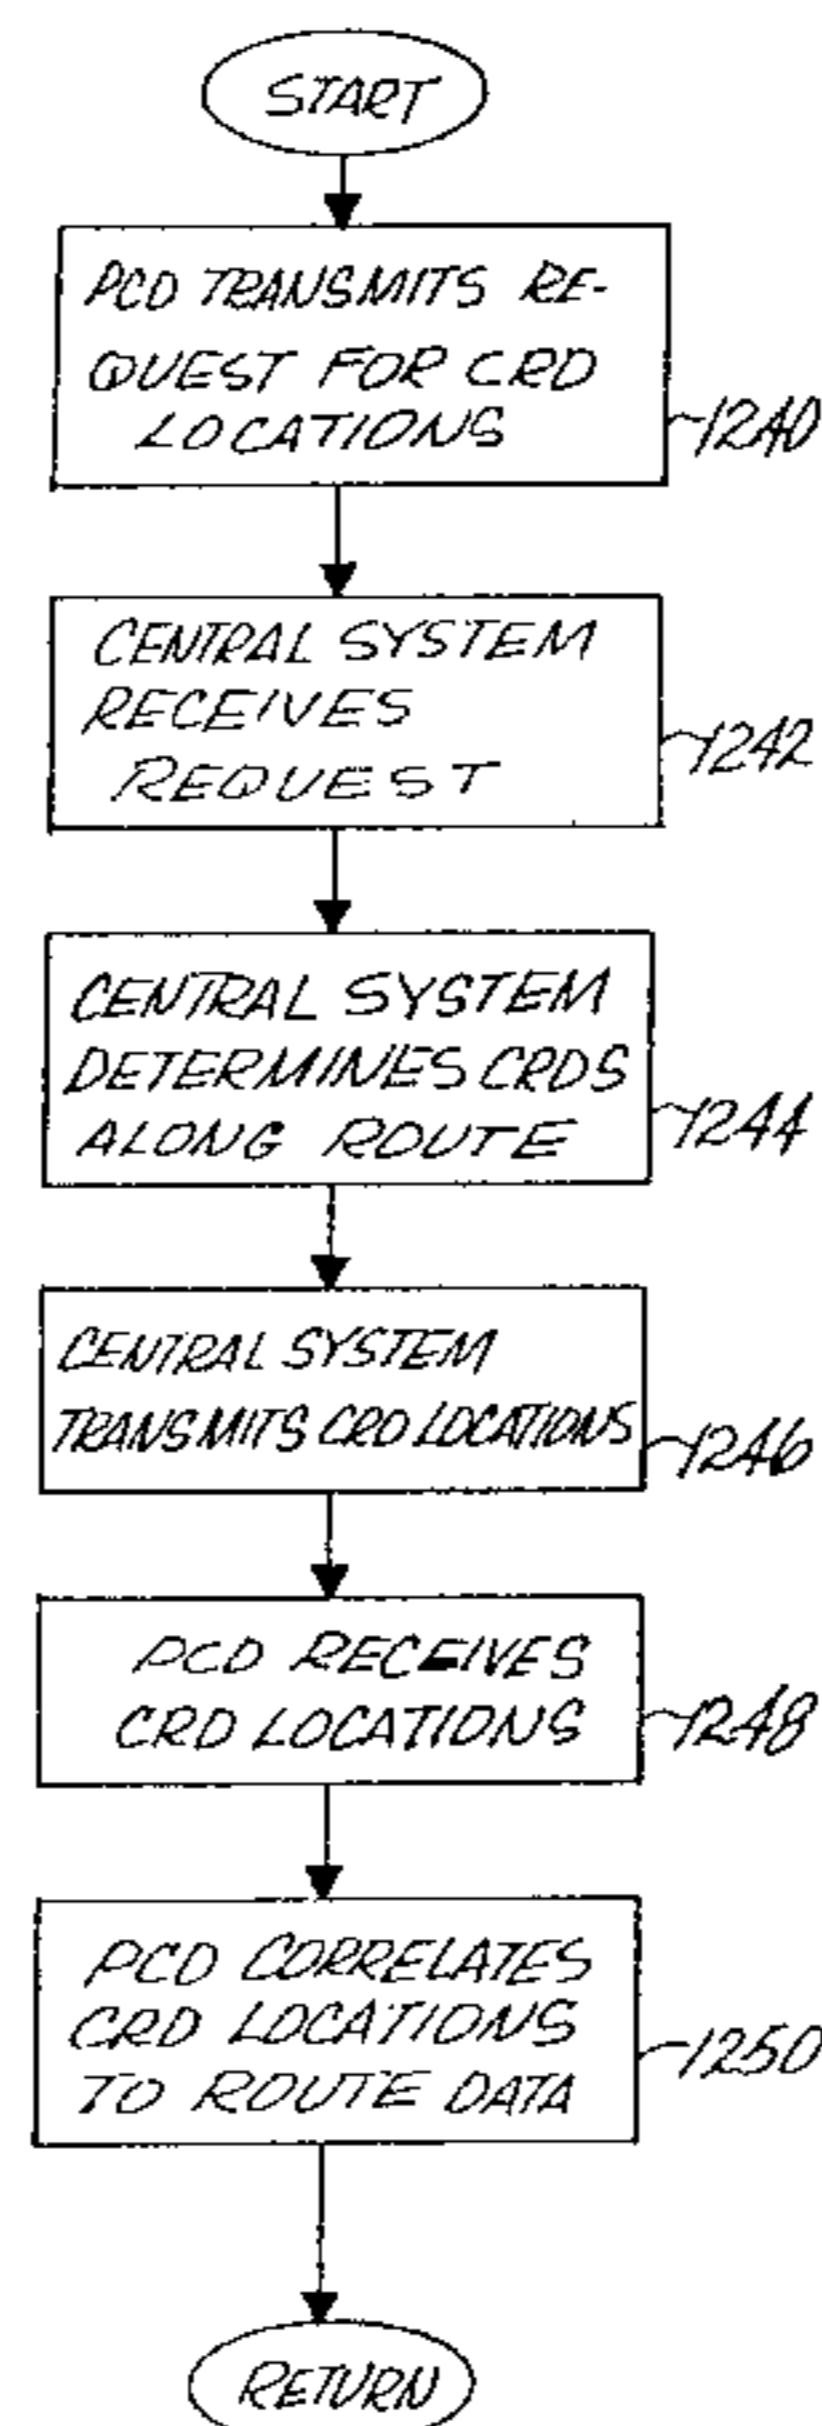 START
PCD TRANSMITS RE-
QUEST FOR CRD
LOCATIONS
1240
CENTRAL SYSTEM
RECEIVES
REQUEST
1242
CENTRAL SYSTEM
DETERMINES CRDS
ALONG ROUTE
1244
CENTRAL SYSTEM
TRANSMITS CRD LOCATIONS
1246
PCD RECEIVES
CRD LOCATIONS
1248
PCD CORRELATES
CRD LOCATIONS
TO ROUTE DATA
1250
RETURN